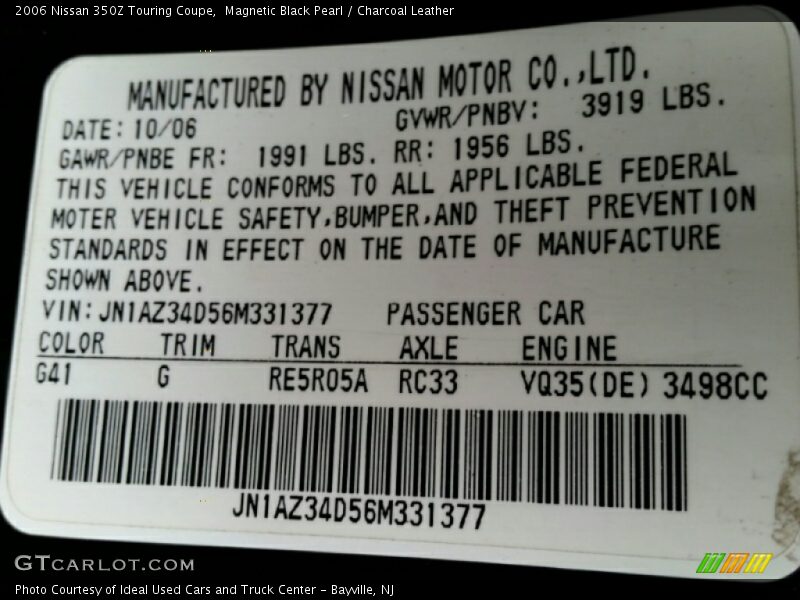 2006 Nissan 350Z Touring Coupe,  Magnetic Black Pearl / Charcoal Leather
MANUFACTURED BY NISSAN MOTOR CO.,LTD.
DATE: 10/06 GVWR/PNBV: 3919 LBS.
GAWR/PNBE FR: 1991 LBS. RR: 1956 LBS.
THIS VEHICLE CONFORMS TO ALL APPLICABLE FEDERAL
MOTER VEHICLE SAFETY,BUMPER,AND THEFT PREVENTION
STANDARDS IN EFFECT ON THE DATE OF MANUFACTURE
SHOWN ABOVE.
VIN: JN1AZ34D56M331377 PASSENGER CAR
COLOR TRIM TRANS AXLE ENGINE
G41 G RE5R05A RC33 VQ35(DE) 3498CC
JN1AZ34D56M331377
GTCARLOT.COM
Photo Courtesy of Ideal Used Cars and Truck Center - Bayville, NJ